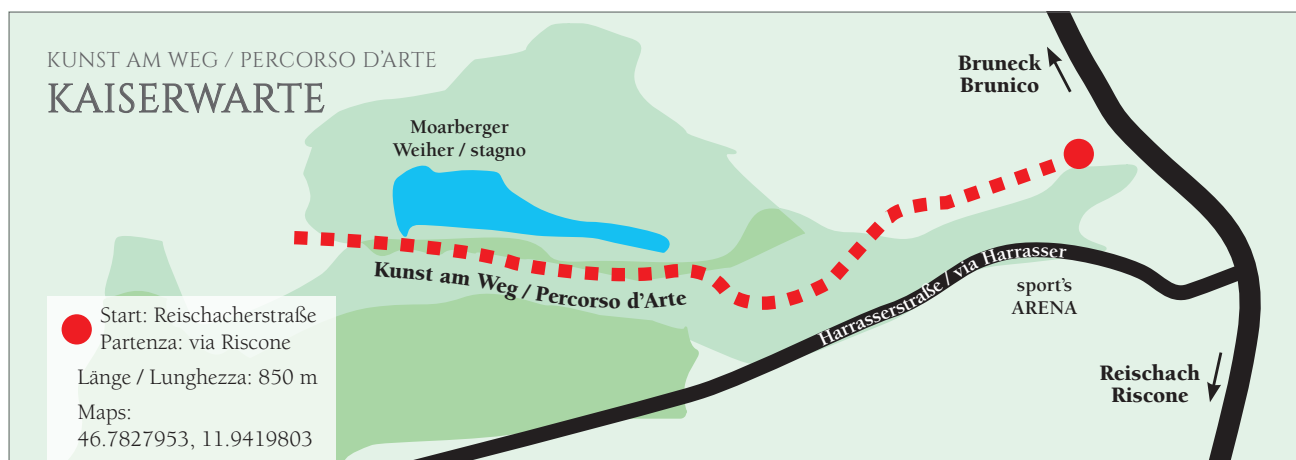 KUNST AM WEG / PERCORSO D'ARTE
KAISERWARTE
Bruneck
Brunico
Moarberger
Weiher / stagno
Kunst am Weg / Percorso d'Arte
Harrasserstraße / via Harrasser
sport's
ARENA
Reischach
Riscone
Start: Reischacherstraße
Partenza: via Riscone
Länge / Lunghezza: 850 m
Maps:
46.7827953, 11.9419803